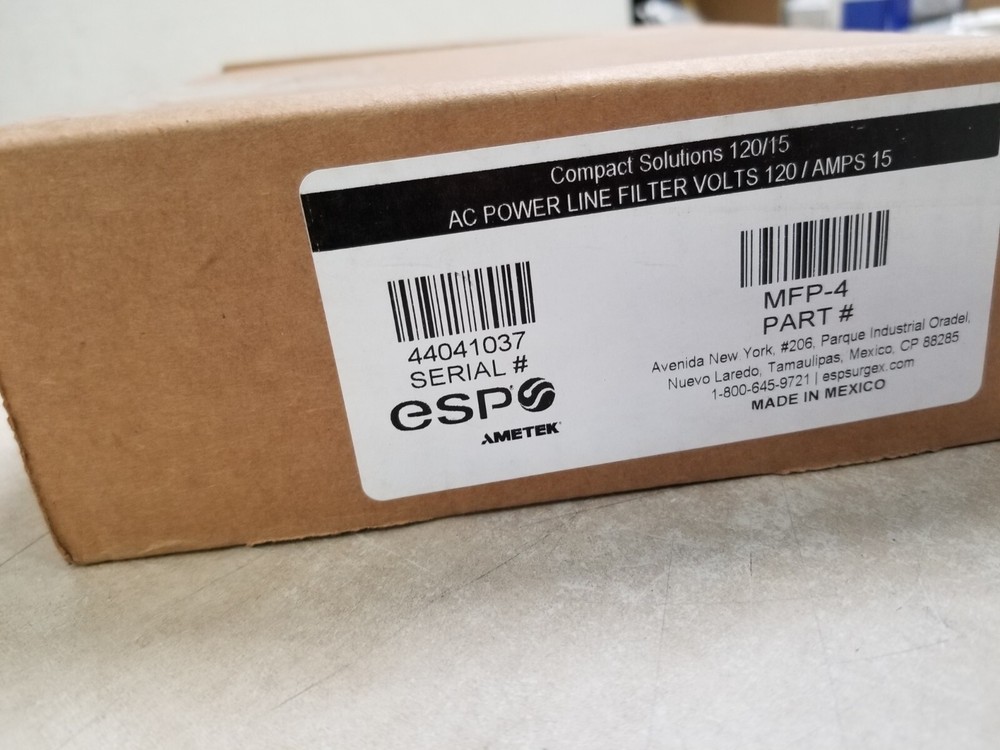 Compact Solutions 120/15
AC POWER LINE FILTER VOLTS 120 / AMPS 15
44041037
SERIAL #
esp
AMETEK
MFP-4
PART #
Avenida New York, #206, Parque Industrial Oradel,
Nuevo Laredo, Tamaulipas, Mexico, CP 88285
1-800-645-9721 | espsurgex.com
MADE IN MEXICO